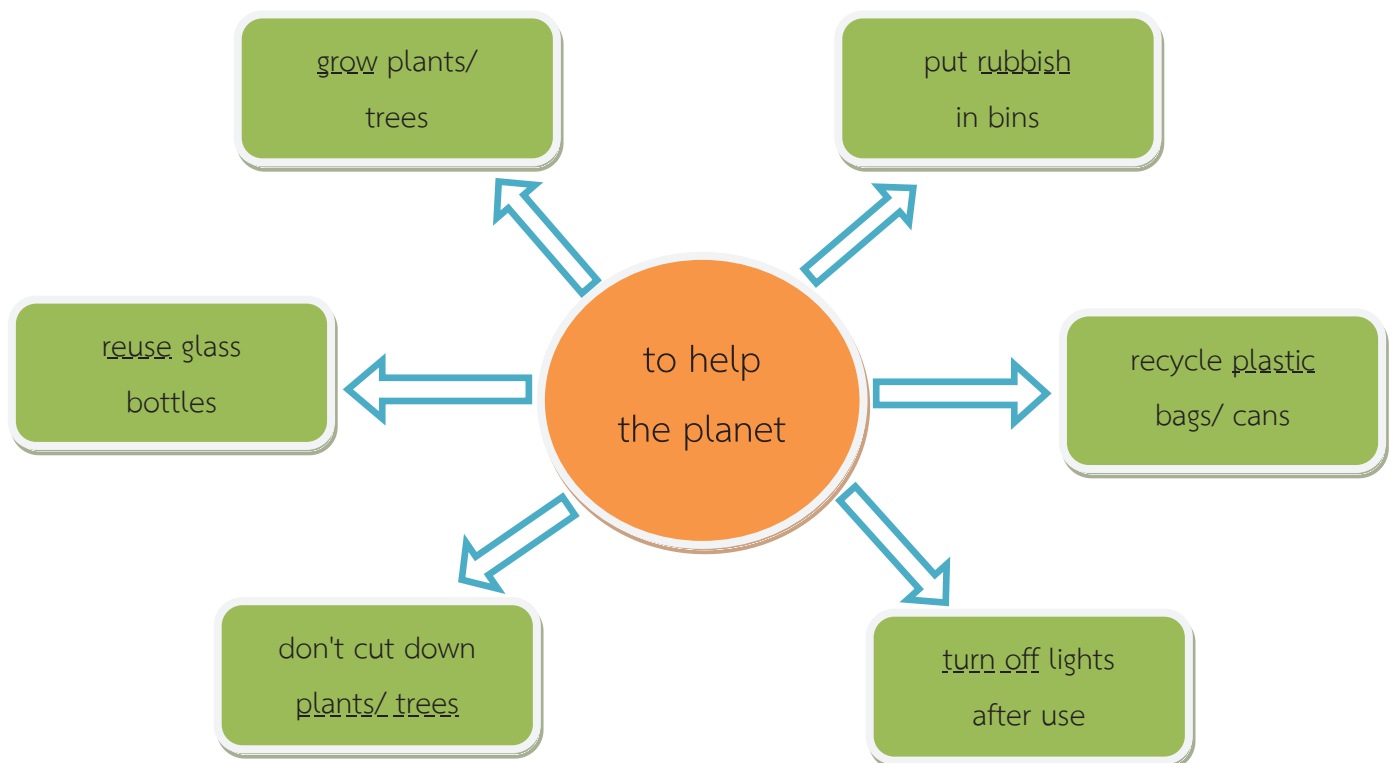 grow plants/
trees
put rubbish
in bins
reuse glass
bottles
to help
the planet
recycle plastic
bags/ cans
don't cut down
plants/ trees
turn off lights
after use